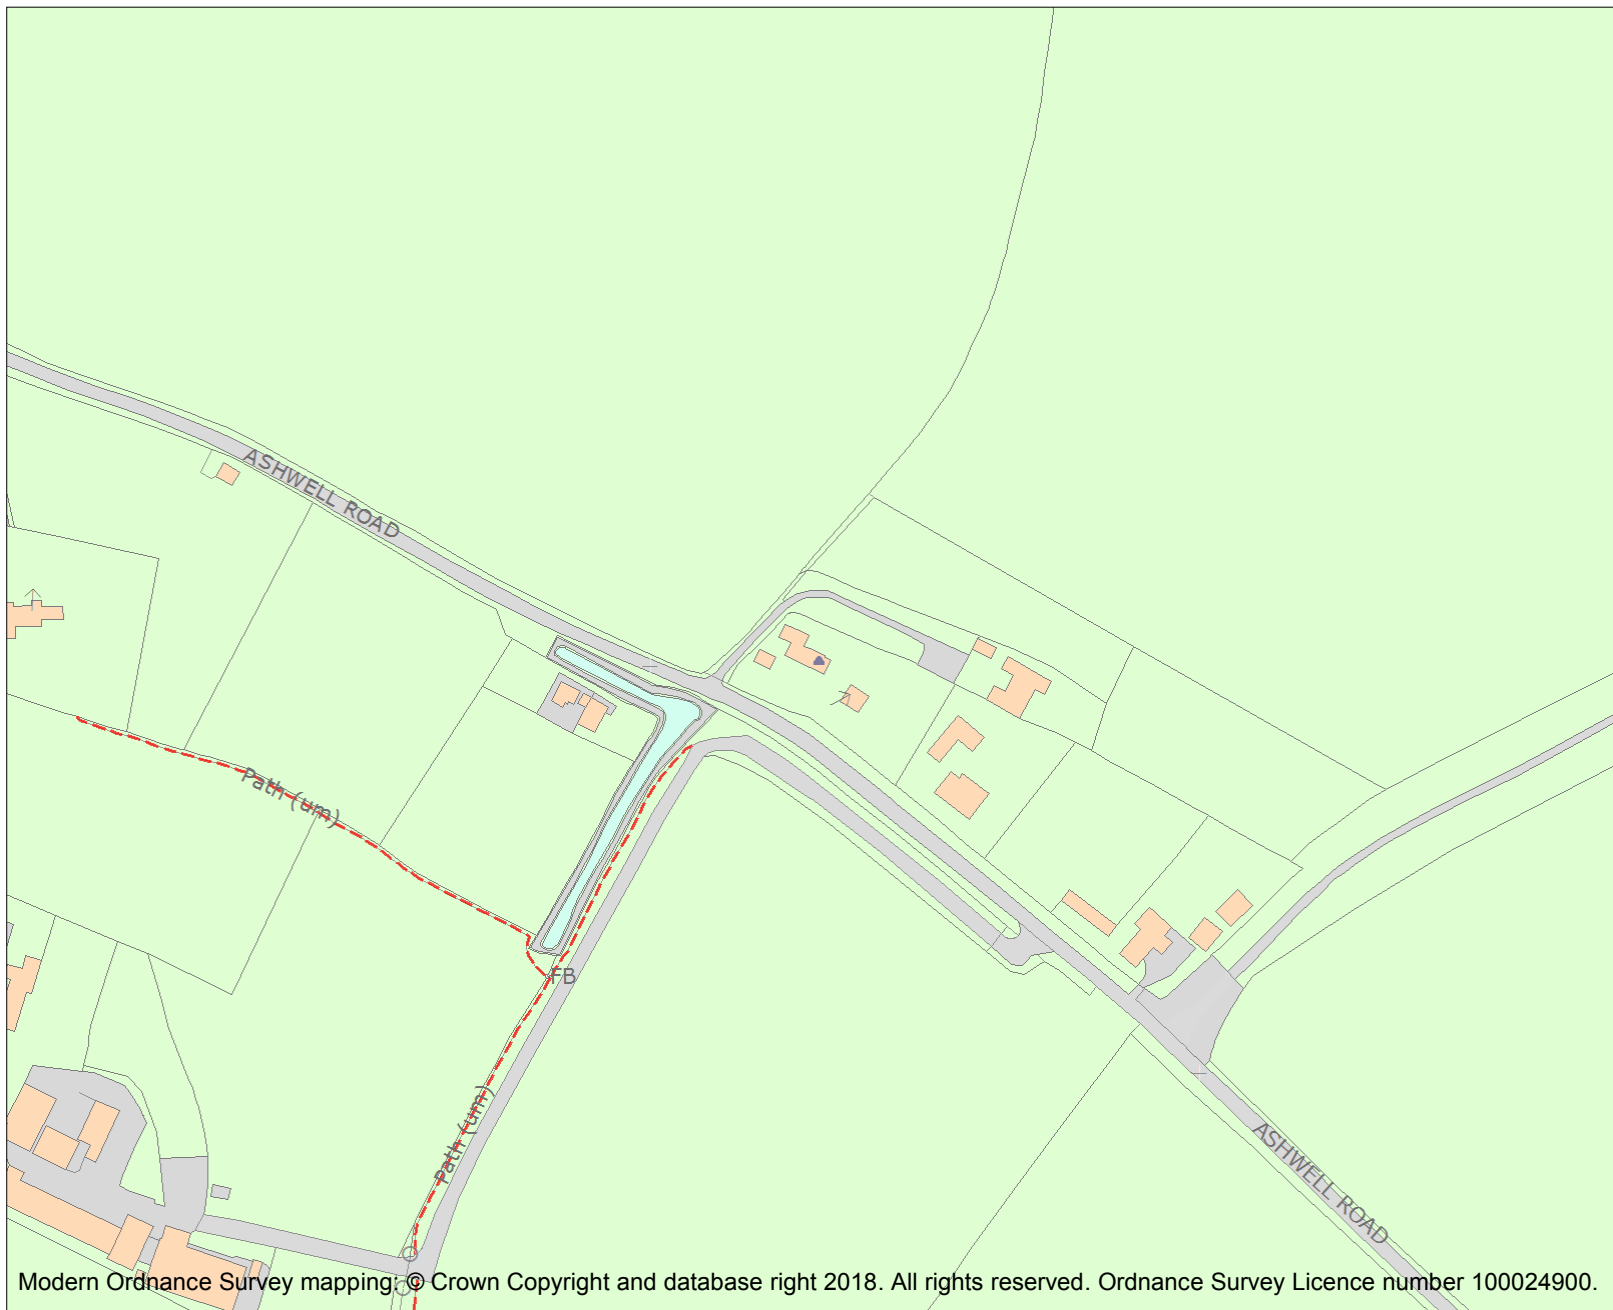 ASHWELL ROAD
Path (um)
FB
Path (um)
ASHWELL ROAD
Modern Ordnance Survey mapping: © Crown Copyright and database right 2018. All rights reserved. Ordnance Survey Licence number 100024900.